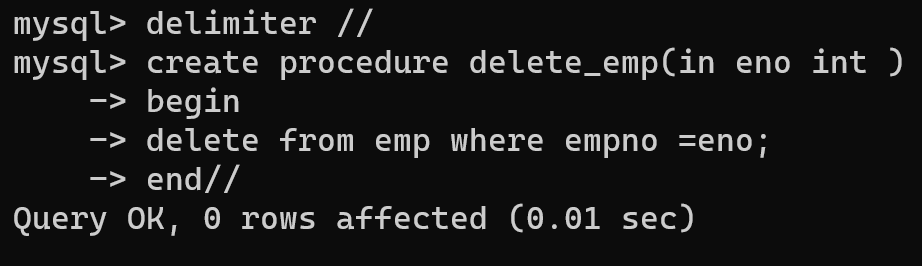 mysql> delimiter //
mysql> create procedure delete_emp(in eno int )
    -> begin
    -> delete from emp where empno =eno;
    -> end//
Query OK, 0 rows affected (0.01 sec)